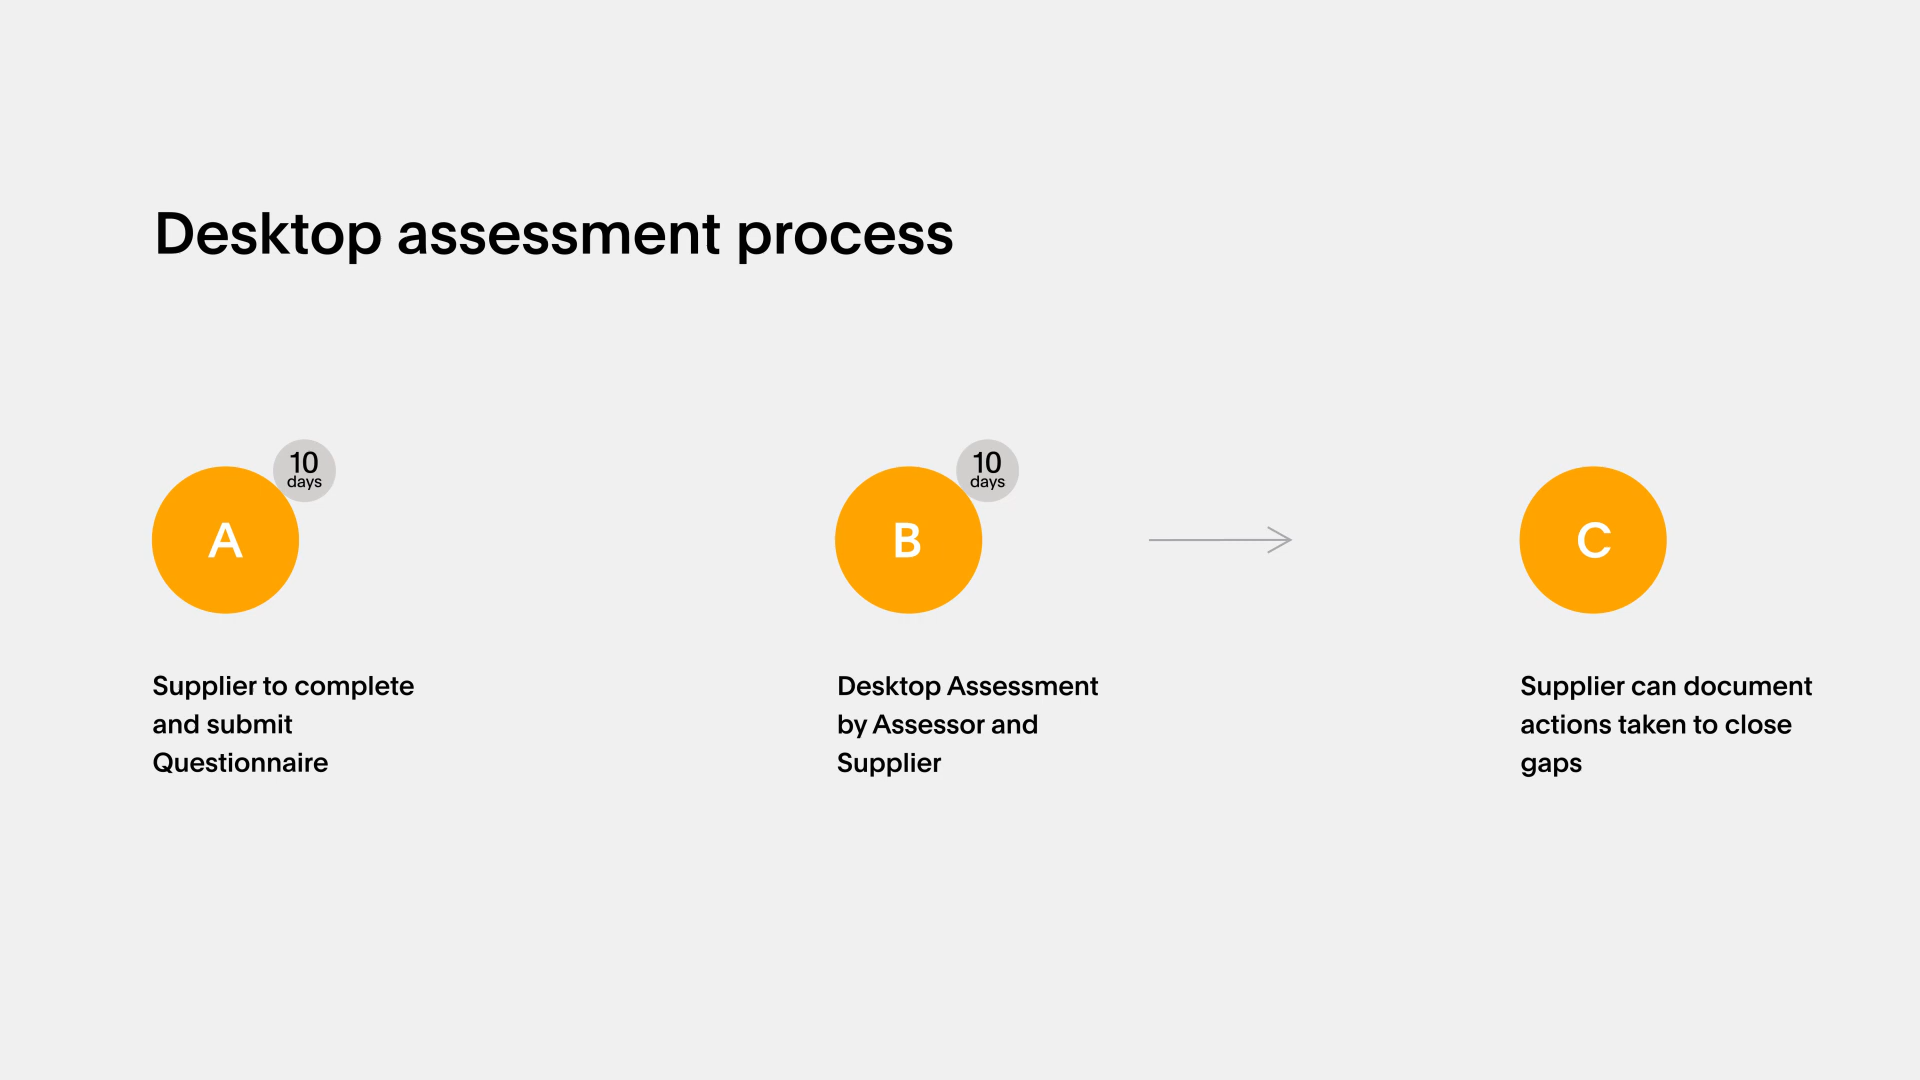 Desktop assessment process
10
days
A
Supplier to complete
and submit
Questionnaire
10
days
B
Desktop Assessment
by Assessor and
Supplier
C
Supplier can document
actions taken to close
gaps